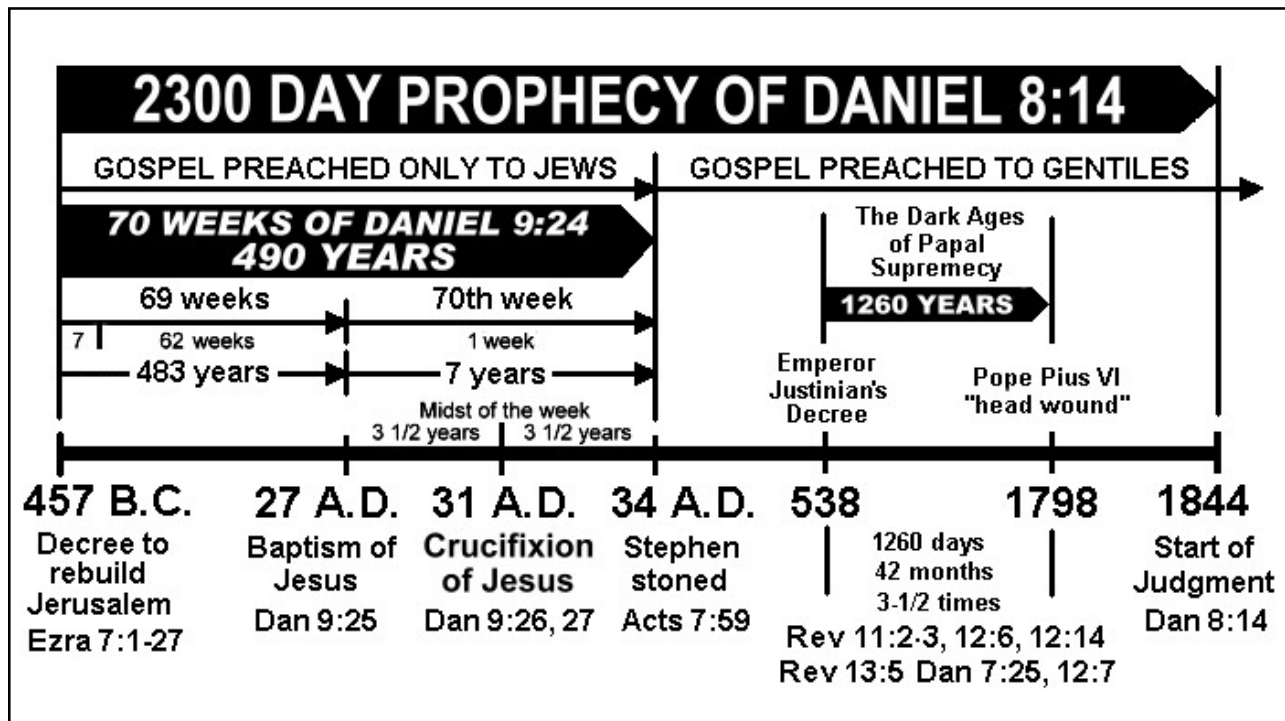 2300 DAY PROPHECY OF DANIEL 8:14
GOSPEL PREACHED ONLY TO JEWS
GOSPEL PREACHED TO GENTILES
70 WEEKS OF DANIEL 9:24
490 YEARS
69 weeks
70th week
7
62 weeks
1 week
483 years
7 years
Midst of the week
3 1/2 years
3 1/2 years
The Dark Ages
of Papal
Supremecy
1260 YEARS
Emperor
Justinian's
Decree
Pope Pius VI
"head wound"
457 B.C.
Decree to
rebuild
Jerusalem
Ezra 7:1-27
27 A.D.
Baptism of
Jesus
Dan 9:25
31 A.D.
Crucifixion
of Jesus
Dan 9:26, 27
34 A.D.
Stephen
stoned
Acts 7:59
538
1798
1260 days
42 months
3-1/2 times
Rev 11:2-3, 12:6, 12:14
Rev 13:5 Dan 7:25, 12:7
1844
Start of
Judgment
Dan 8:14